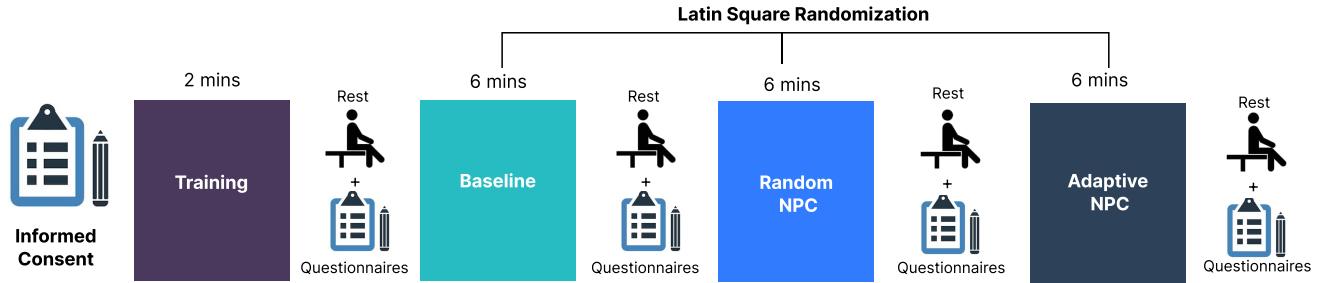 Latin Square Randomization
2 mins
6 mins
6 mins
6 mins
Informed
Consent
Training
Rest
+
Questionnaires
Baseline
Rest
+
Questionnaires
Random
NPC
Rest
+
Questionnaires
Adaptive
NPC
Rest
+
Questionnaires